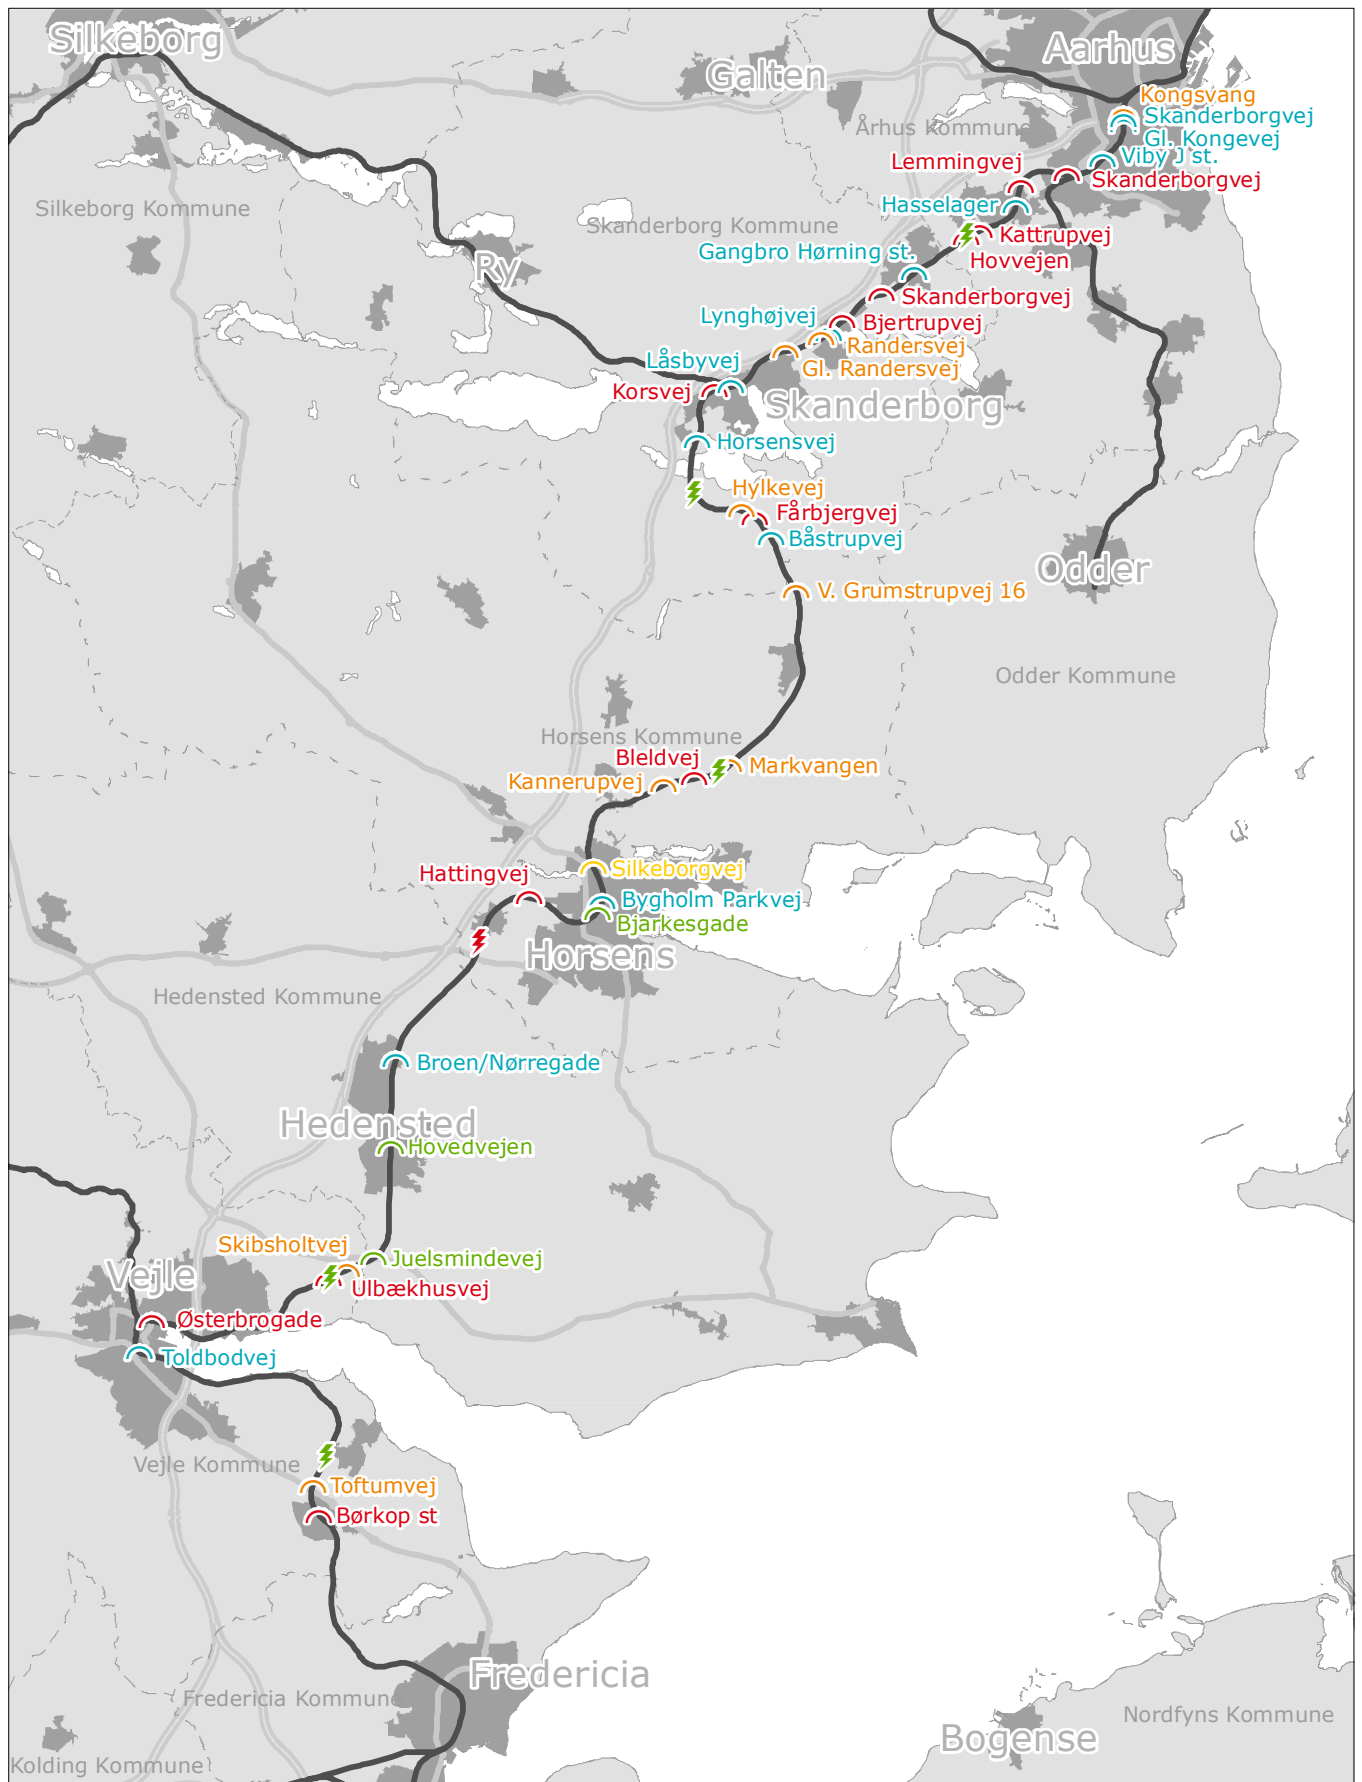 Silkeborg
Aarhus
Galten
Kongsvang
Skanderborgvej
Århus Kommune
Gl. Kongevej
Viby J st.
Lemmingvej
Skanderborgvej
Silkeborg Kommune
Hasselager
Skanderborg Kommune
Kattrupvej
Gangbro Hørning st.
Hovvejen
Ry
Skanderborgvej
Lynghøjvej
Bjertrupvej
Randersvej
Låsbyvej
Gl. Randersvej
Korsvej
Skanderborg
Horsensvej
Hylkevej
Fårbjergvej
Båstrupvej
Odder
V. Grumstrupvej 16
Odder Kommune
Horsens Kommune
Bleldvej
Markvangen
Kannerupvej
Silkeborgvej
Hattingvej
Bygholm Parkvej
Bjarkesgade
Horsens
Hedensted Kommune
Broen/Nørregade
Hedensted
Hovedvejen
Skibsholtvej
Juelsmindevej
Vejle
Ulbækhusvej
Østerbrogade
Toldbodvej
Vejle Kommune
Toftumvej
Børkop st
Fredericia
Fredericia Kommune
Nordfyns Kommune
Bogense
Kolding Kommune